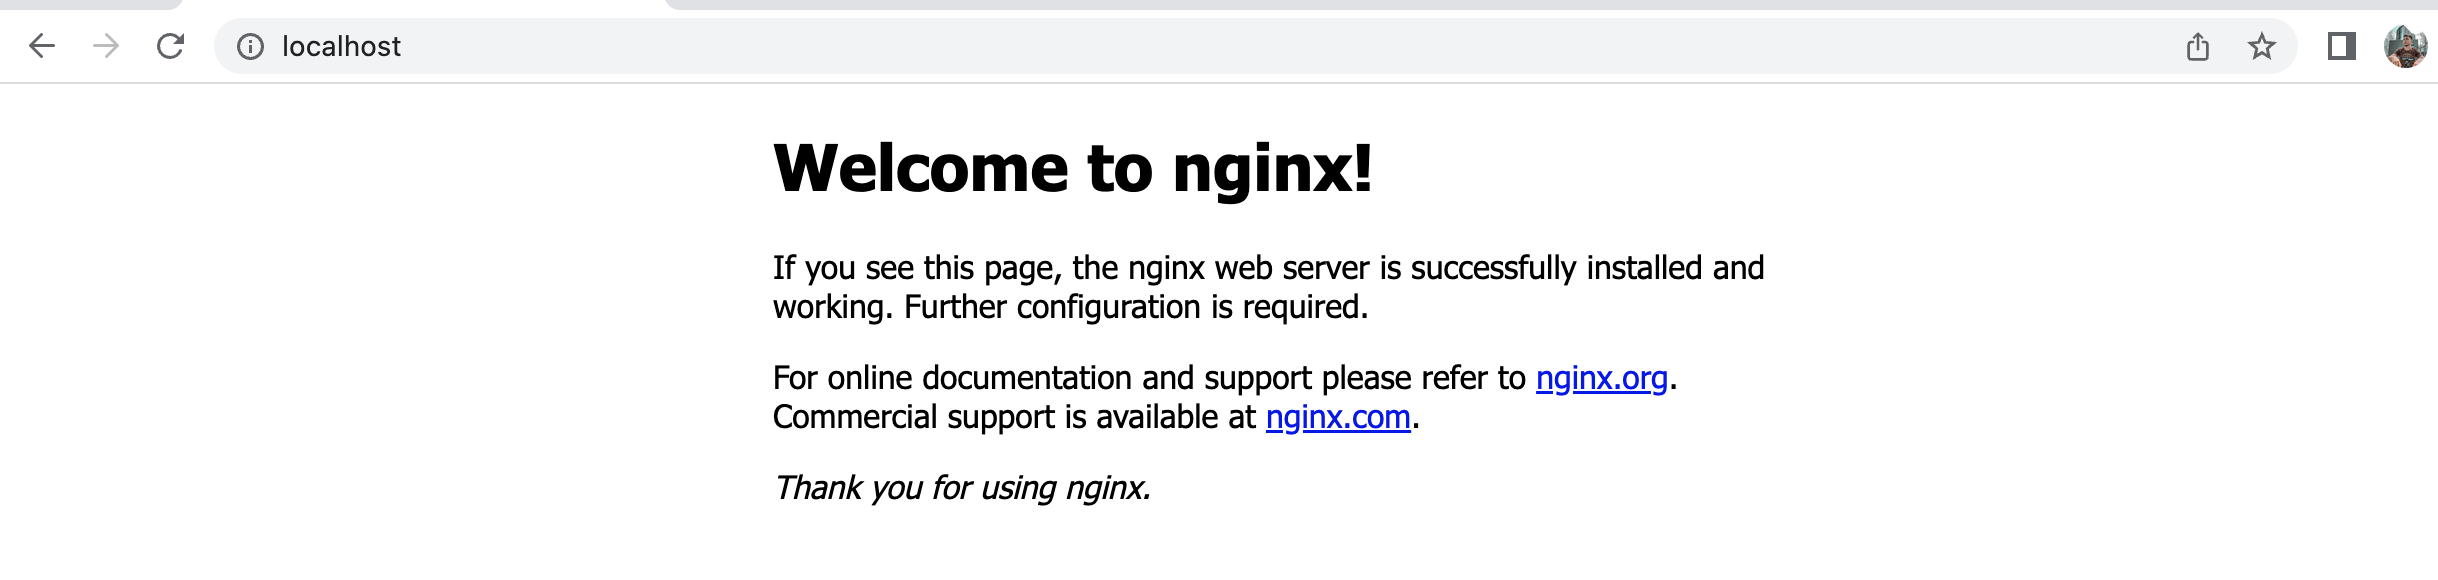 localhost
Welcome to nginx!
If you see this page, the nginx web server is successfully installed and
working. Further configuration is required.
For online documentation and support please refer to nginx.org.
Commercial support is available at nginx.com.
Thank you for using nginx.